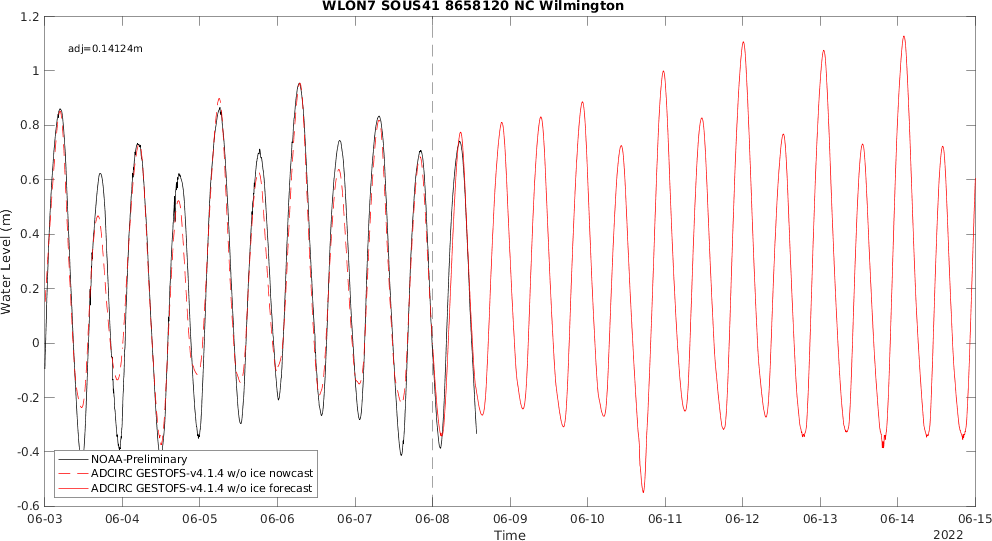 WLON7 SOUS41 8658120 NC Wilmington
adj=0.14124m
1.2
1
0.8
0.6
0.4
0.2
0
-0.2
-0.4
-0.6
Water Level (m)
NOAA-Preliminary
ADCIRC GESTOFS-v4.1.4 w/o ice nowcast
ADCIRC GESTOFS-v4.1.4 w/o ice forecast
06-03 06-04 06-05 06-06 06-07 06-08 06-09 06-10 06-11 06-12 06-13 06-14 06-15
Time
2022